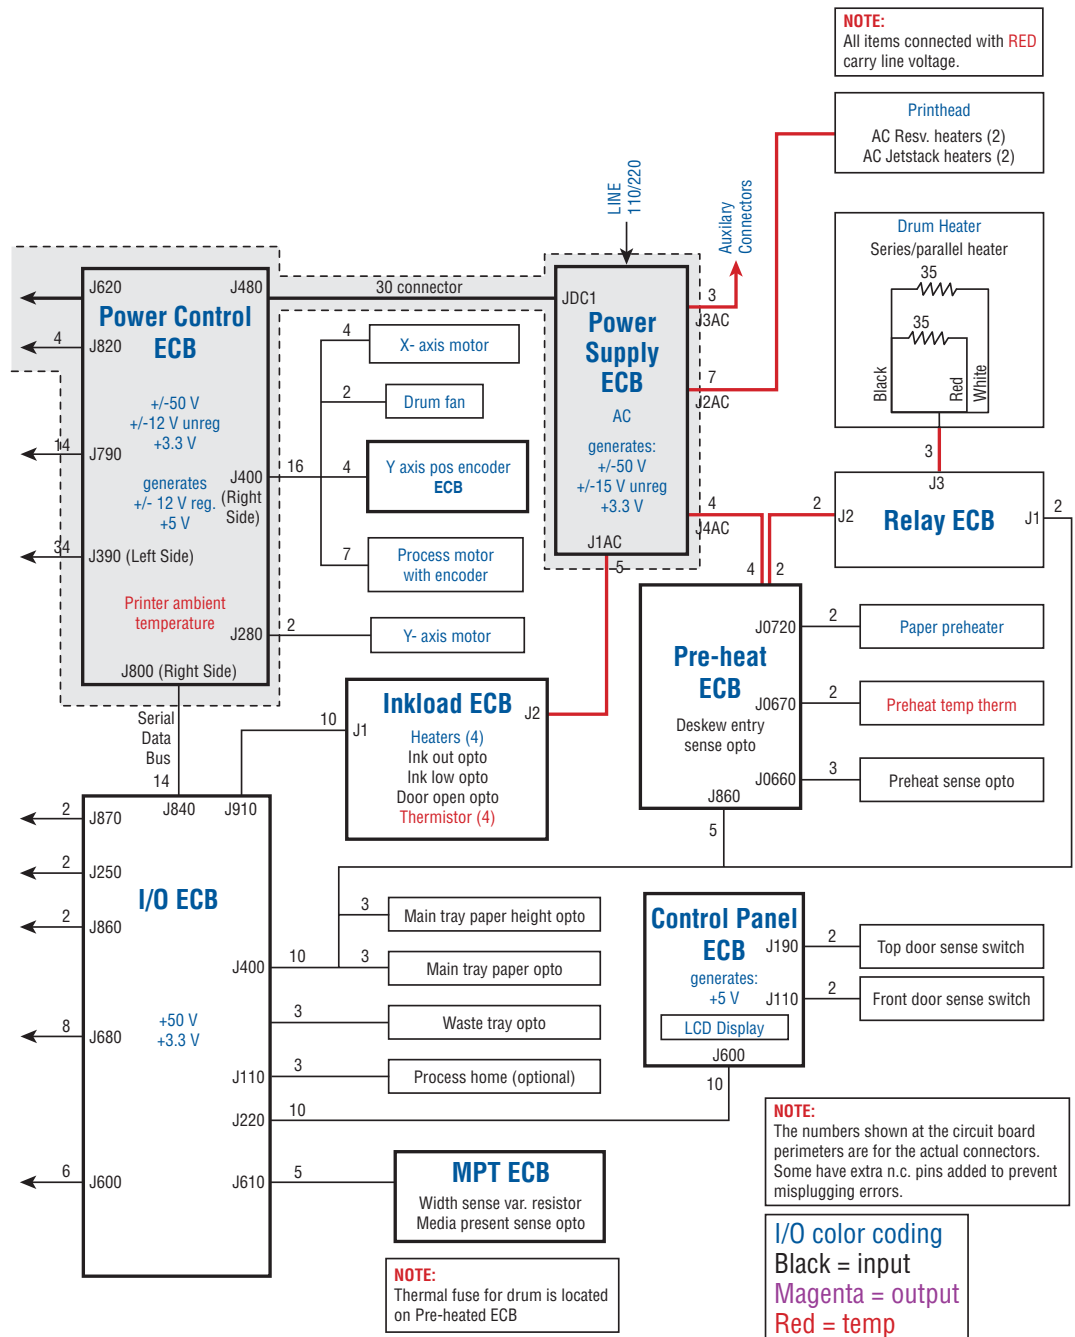 NOTE:
All items connected with RED
carry line voltage.
Printhead
AC Resv. heaters (2)
AC Jetstack heaters (2)
LINE
110/220
Auxilary
Connectors
Drum Heater
Series/parallel heater
35
35
Black
Red
White
3
J3
J620
J480
30 connector
JDC1
3
J3AC
Power Control
ECB
4
J820
+/-50 V
+/-12 V unreg
+3.3 V
14
J790
generates
+/- 12 V reg.
+5 V
J400
(Right
Side)
16
34
J390 (Left Side)
Printer ambient
temperature
J280
2
J800 (Right Side)
4
X- axis motor
2
Drum fan
4
Y axis pos encoder
ECB
7
Process motor
with encoder
Y- axis motor
Power
Supply
ECB
AC
generates:
+/-50 V
+/-15 V unreg
+3.3 V
J1AC
5
7
J2AC
4
J4AC
2
J2
Relay ECB
J1
2
4
2
J0720
2
Paper preheater
Pre-heat
ECB
J0670
2
Preheat temp therm
Deskew entry
sense opto
J0660
3
Preheat sense opto
J860
5
Serial
Data
Bus
14
10
J1
Inkload ECB
J2
Heaters (4)
Ink out opto
Ink low opto
Door open opto
Thermistor (4)
J840
J910
2
J870
2
J250
I/O ECB
2
J860
J400
10
3
Main tray paper height opto
3
Main tray paper opto
+50 V
+3.3 V
8
J680
3
Waste tray opto
J110
3
Process home (optional)
J220
10
6
J600
J610
5
MPT ECB
Width sense var. resistor
Media present sense opto
Control Panel
ECB
J190
2
Top door sense switch
generates:
+5 V
J110
2
Front door sense switch
LCD Display
J600
10
NOTE:
The numbers shown at the circuit board
perimeters are for the actual connectors.
Some have extra n.c. pins added to prevent
misplugging errors.
NOTE:
Thermal fuse for drum is located
on Pre-heated ECB
I/O color coding
Black = input
Magenta = output
Red = temp